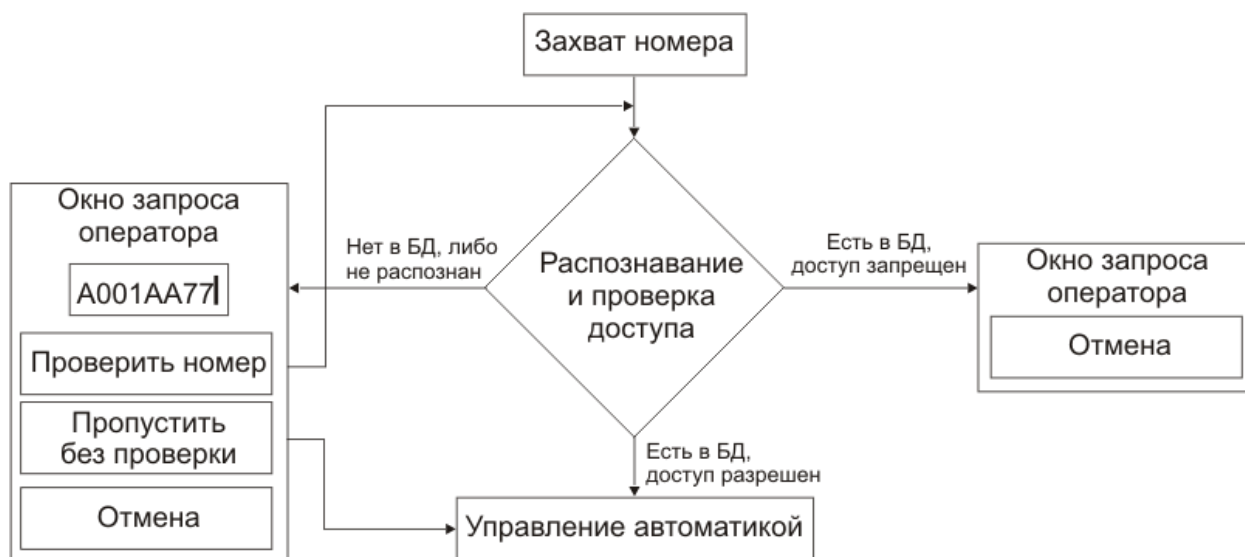 Захват номера
Окно запроса
оператора
A001AA77
Проверить номер
Пропустить
без проверки
Отмена
Нет в БД, либо
не распознан
Распознавание
и проверка
доступа
Есть в БД,
доступ запрещен
Окно запроса
оператора
Отмена
Есть в БД,
доступ разрешен
Управление автоматикой